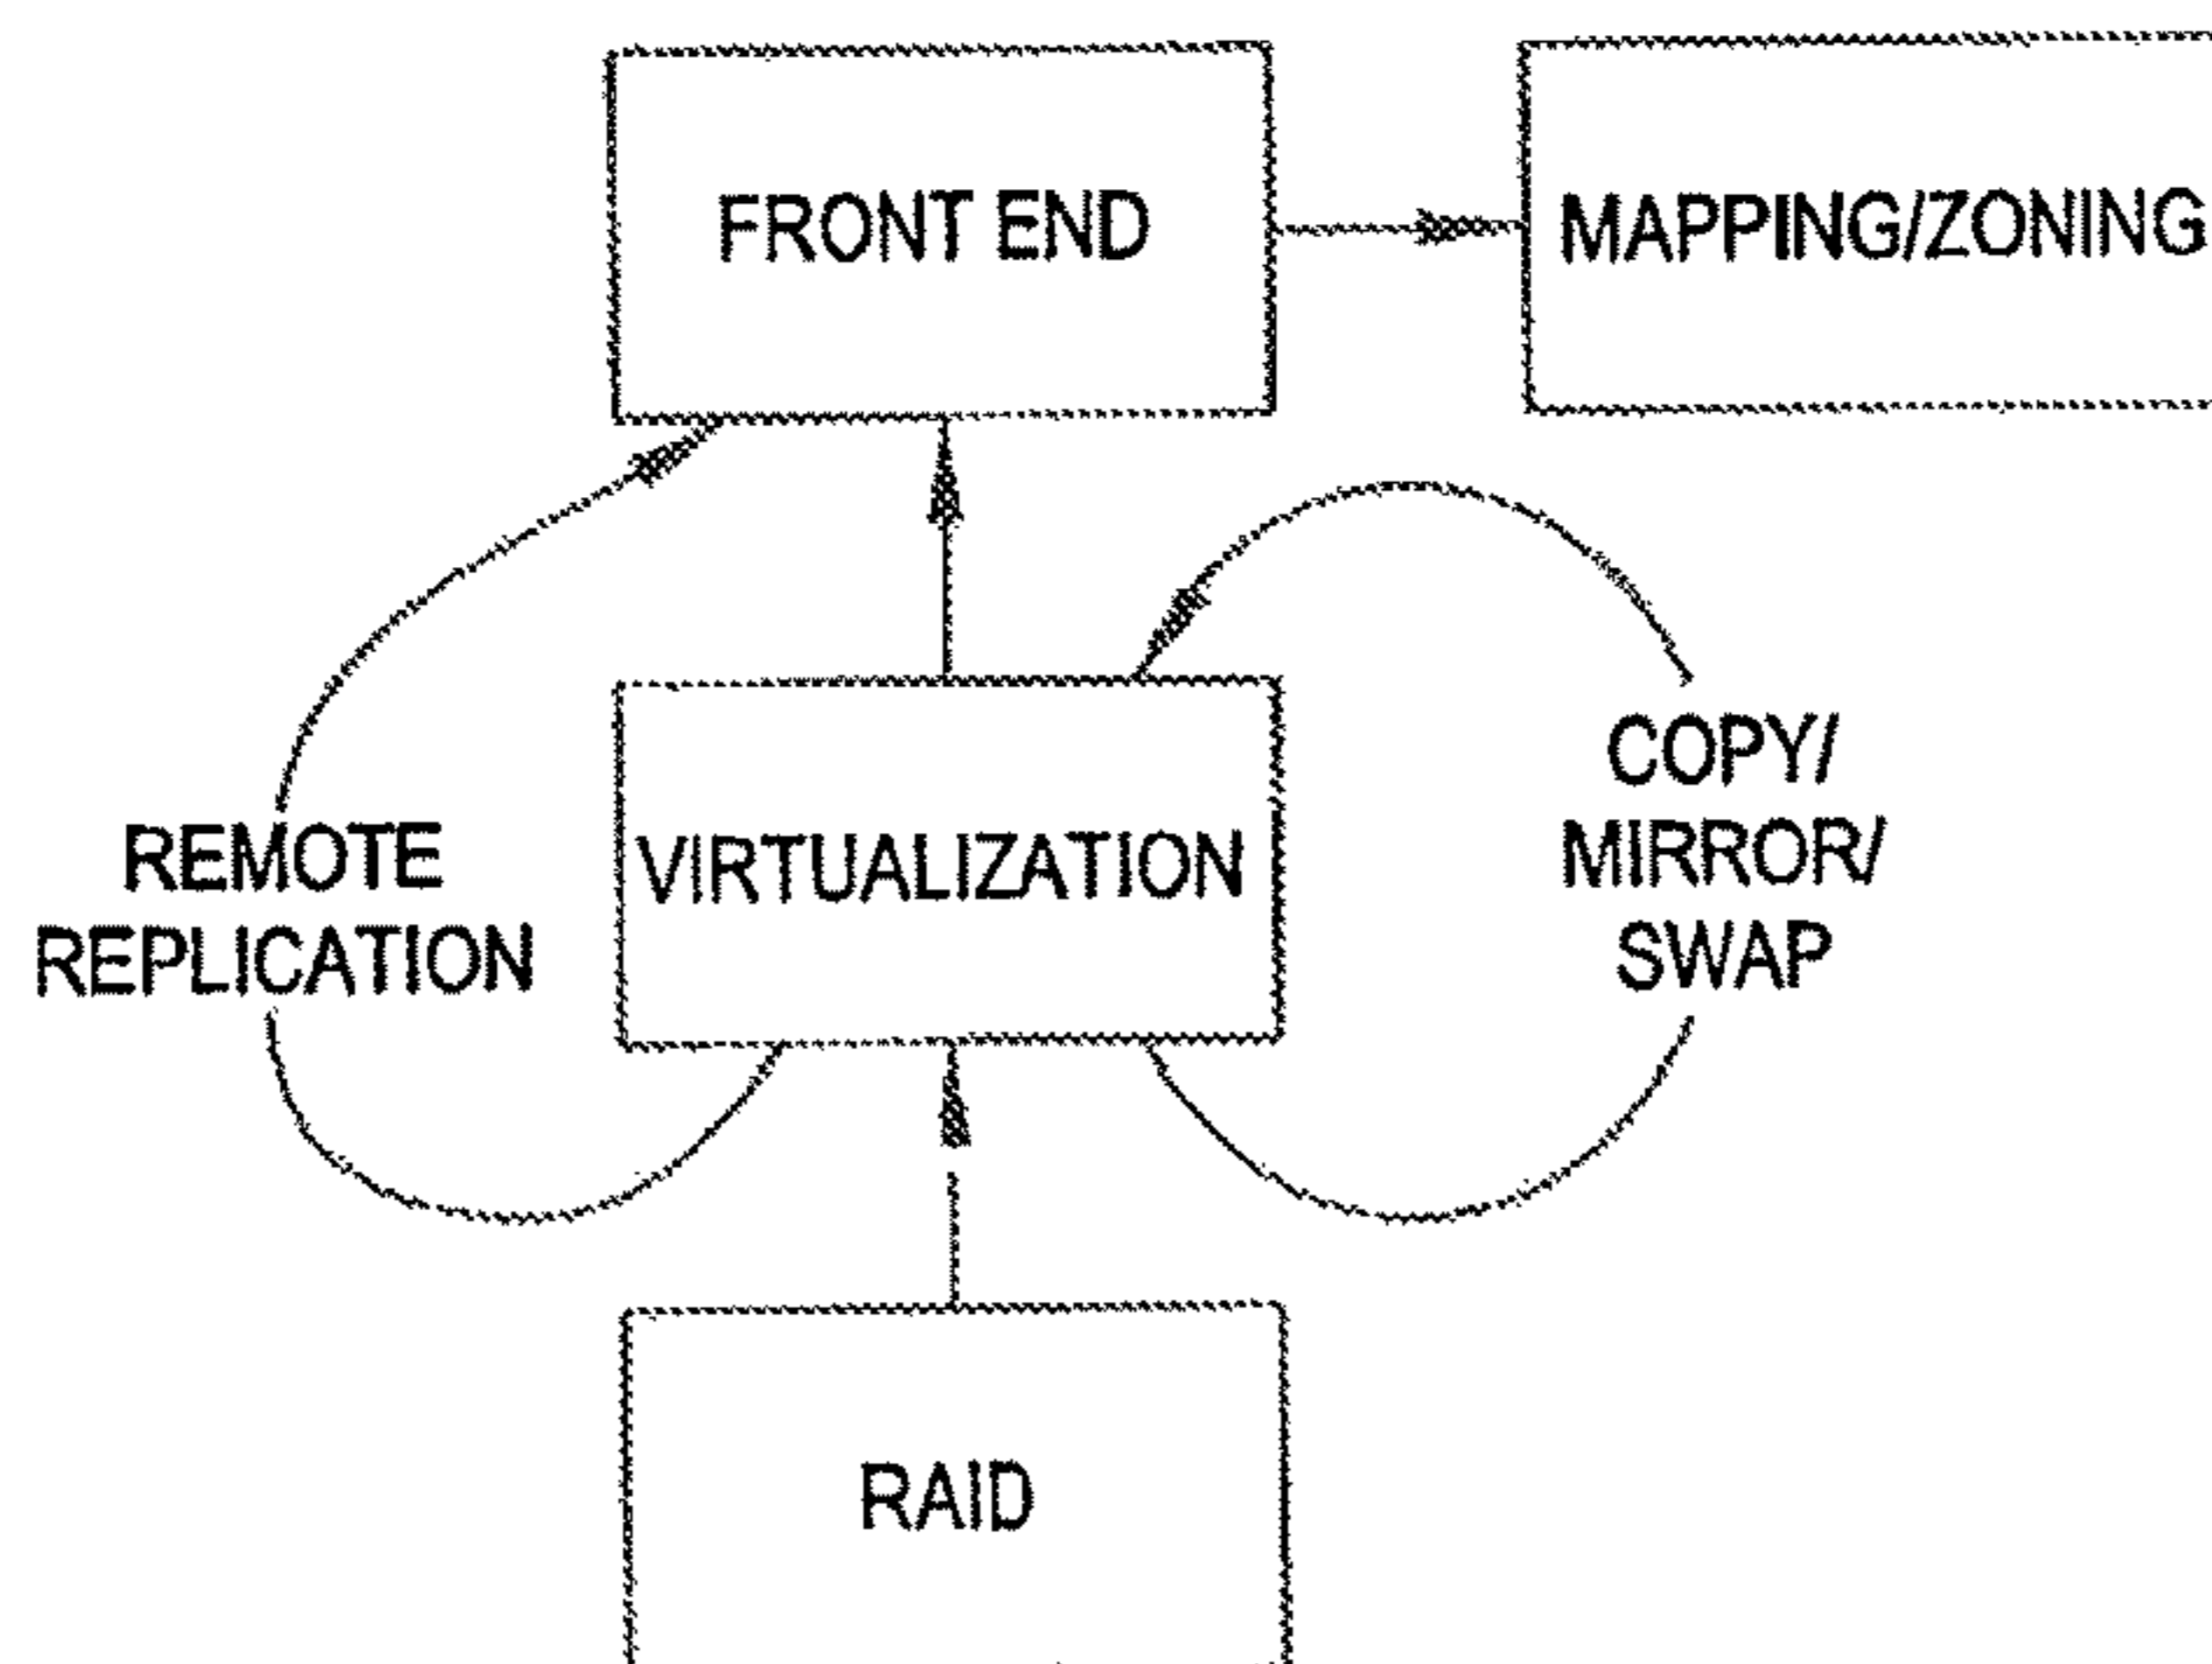 FRONT END
MAPPING/ZONING
COPY/
MIRROR/
SWAP
REMOTE
REPLICATION
VIRTUALIZATION
RAID